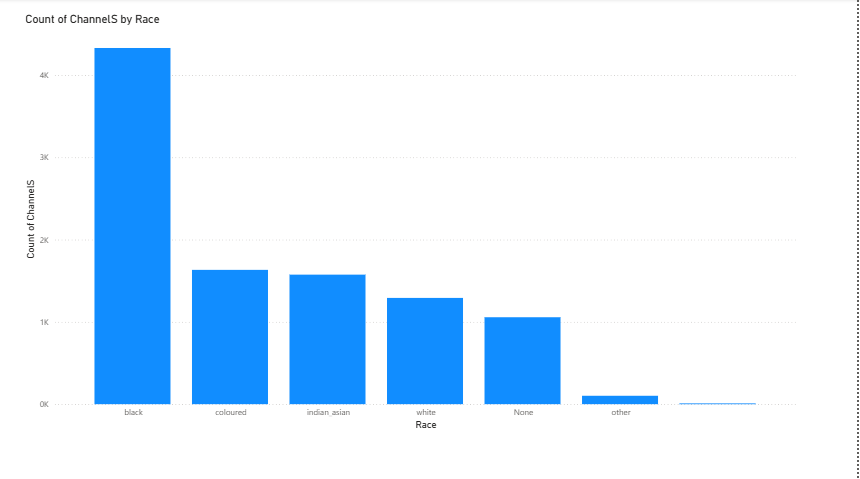 Count of ChannelS by Race
Count of ChannelS
4K
3K
2K
1K
0K
black coloured indian_asian white None other
Race